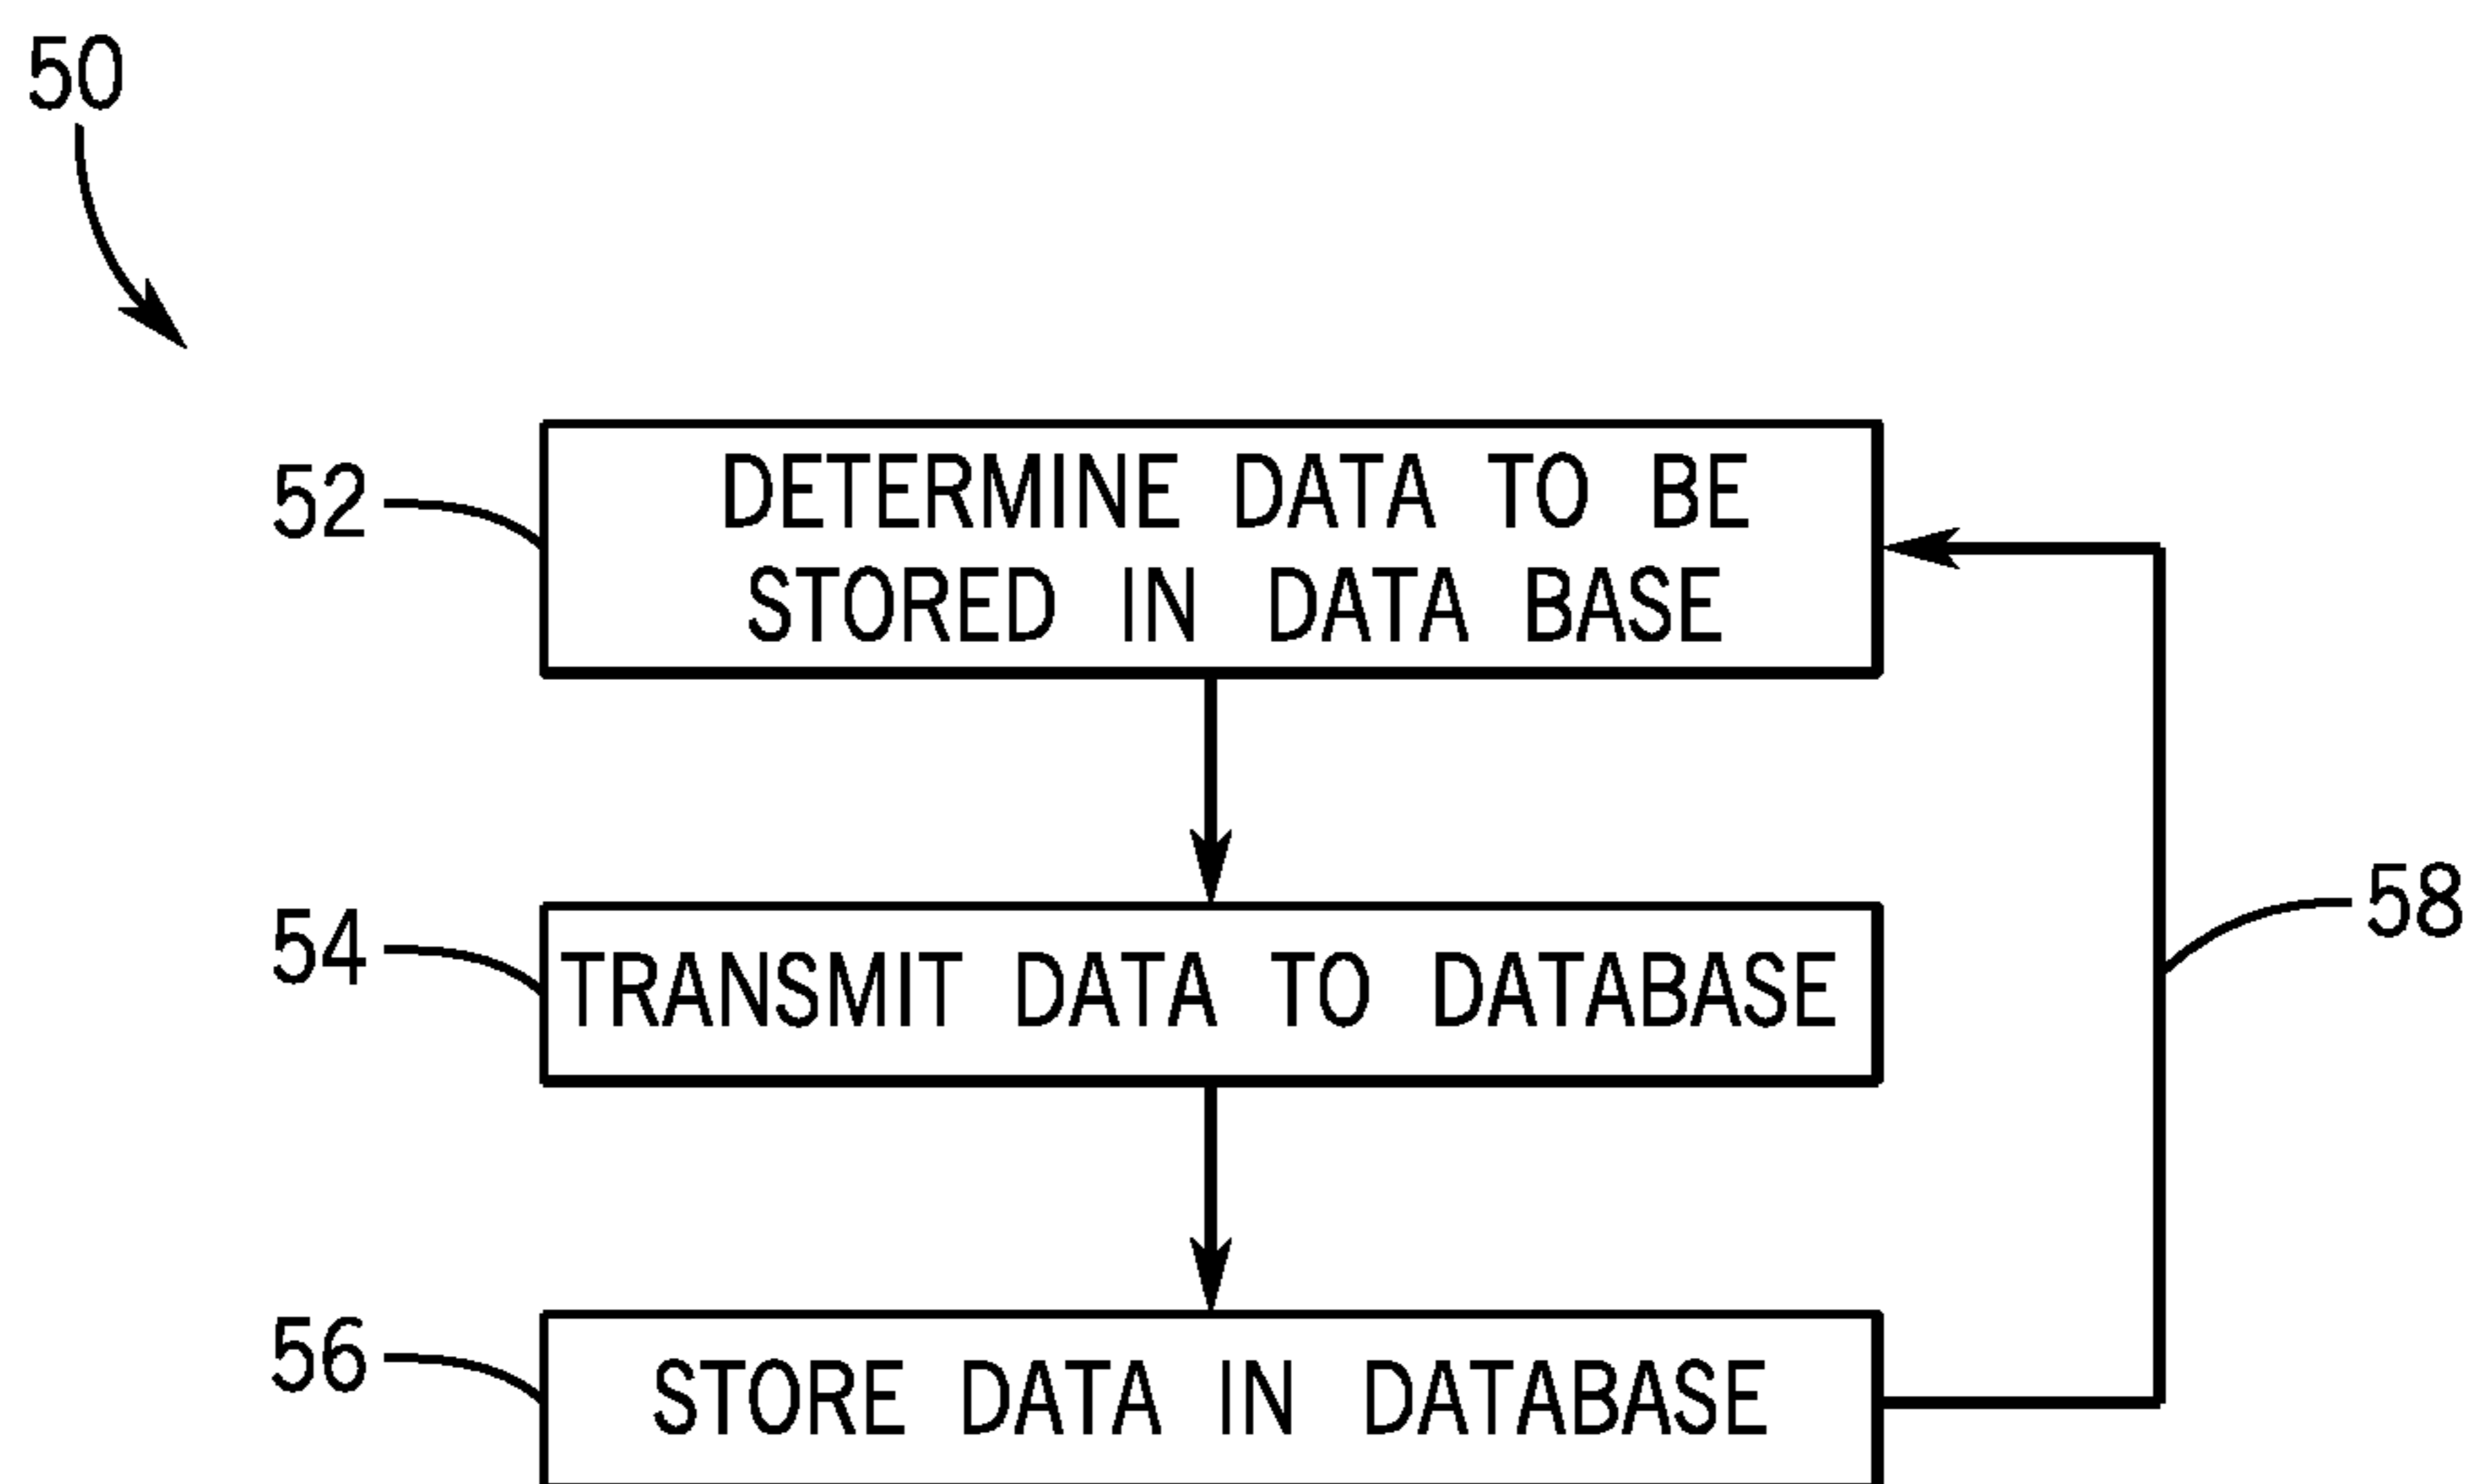 50
52
DETERMINE DATA TO BE
STORED IN DATA BASE
54
TRANSMIT DATA TO DATABASE
58
56
STORE DATA IN DATABASE